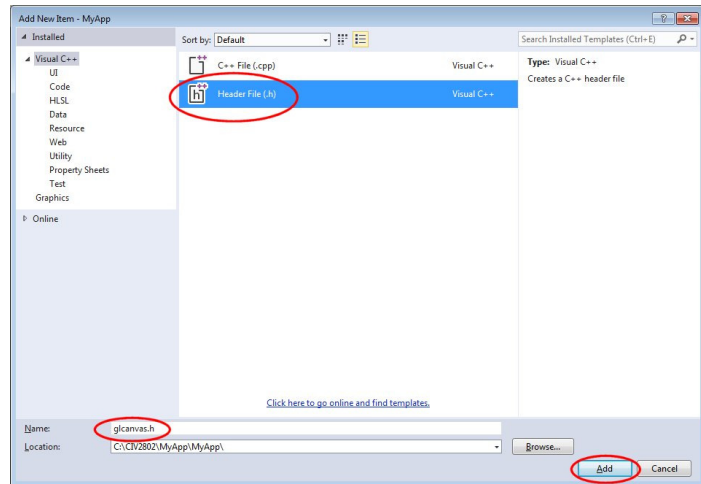 Add New Item - MyApp
Installed
Sort by: Default
Search Installed Templates (Ctrl+E)
Visual C++
UI
Code
HLSL
Data
Resource
Web
Utility
Property Sheets
Test
Graphics
Online
C++ File (.cpp) Visual C++
Header File (.h) Visual C++
Type: Visual C++
Creates a C++ header file
Click here to go online and find templates.
Name: glcanvas.h
Location: C:\CIV2802\MyApp\MyApp\
Browse...
Add Cancel